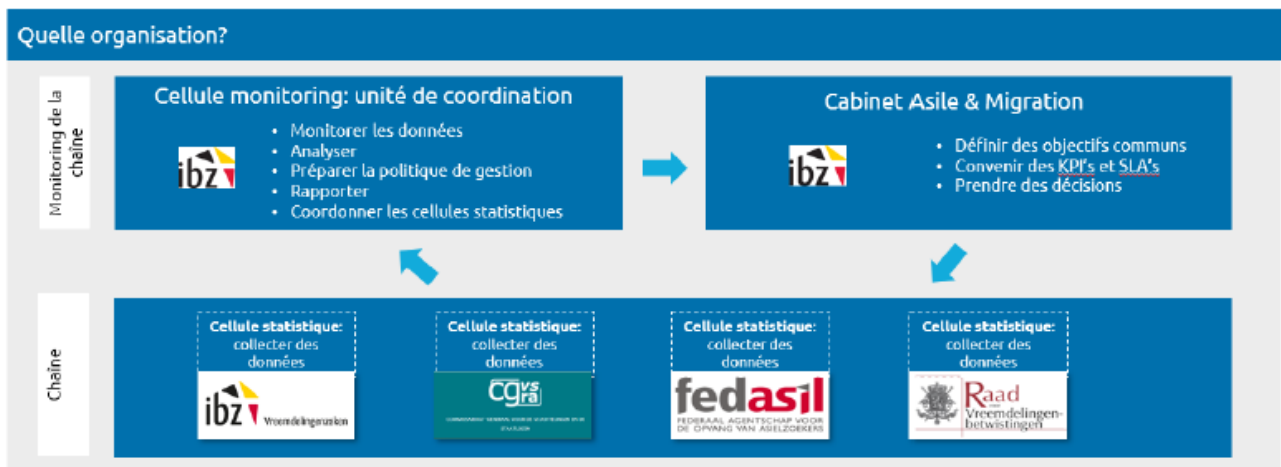 Quelle organisation?
Monitoring de la
chaîne
Cellule monitoring: unité de coordination
ibz
• Monitorer les données
• Analyser
• Préparer la politique de gestion
• Rapporter
• Coordonner les cellules statistiques
Cabinet Asile & Migration
ibz
• Définir des objectifs communs
• Convenir des KPI's et SLA's
• Prendre des décisions
Chaîne
Cellule statistique:
collecter des
données
ibz Vreemdelingenzaken
Cellule statistique:
collecter des
données
cgvs
ra
Cellule statistique:
collecter des
données
fedasil
FEDERAAL AGENTSCHAP VOOR
DE OPVANG VAN ASIELZOEKERS
Cellule statistique:
collecter des
données
Raad
Vreemdelingen-
betwistingen